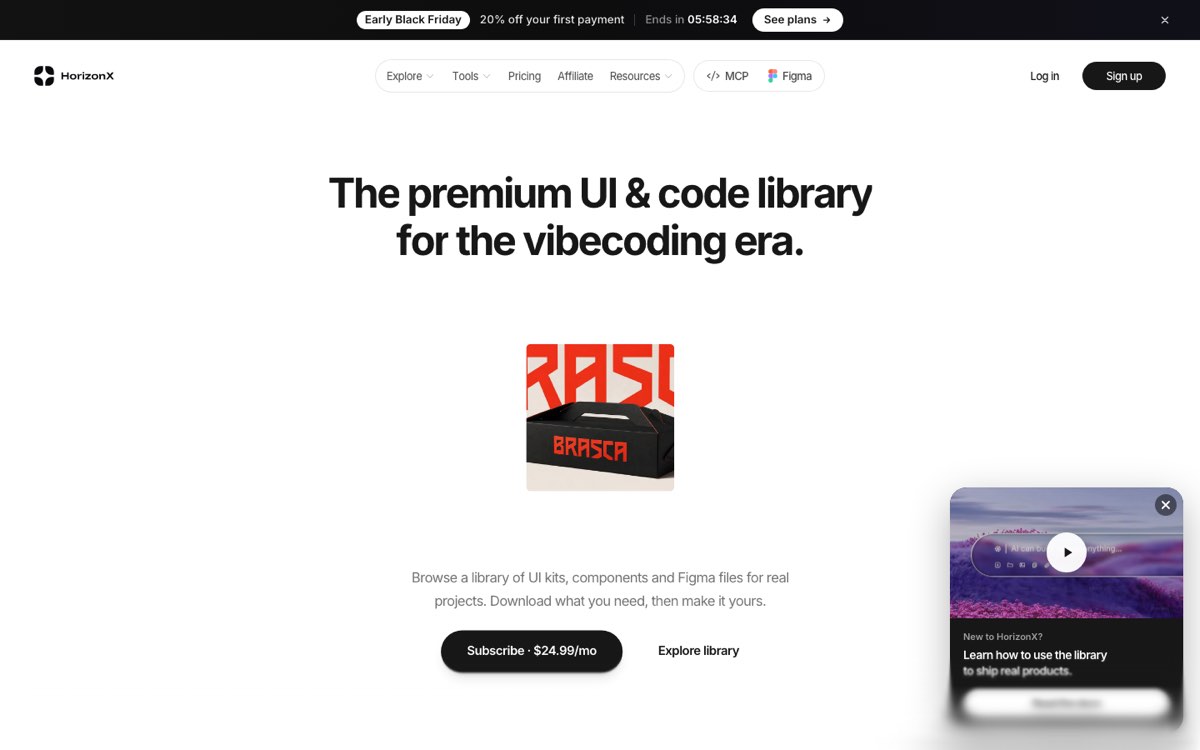 Early Black Friday 20% off your first payment Ends in 05:58:34 See plans →
HorizonX
Explore Tools Pricing Affiliate Resources
</> MCP Figma
Log in Sign up
The premium UI & code library
for the vibecoding era.
RASC
BRASCA
Browse a library of UI kits, components and Figma files for real
projects. Download what you need, then make it yours.
Subscribe · $24.99/mo Explore library
AI can bu nything...
New to HorizonX?
Learn how to use the library
to ship real products.